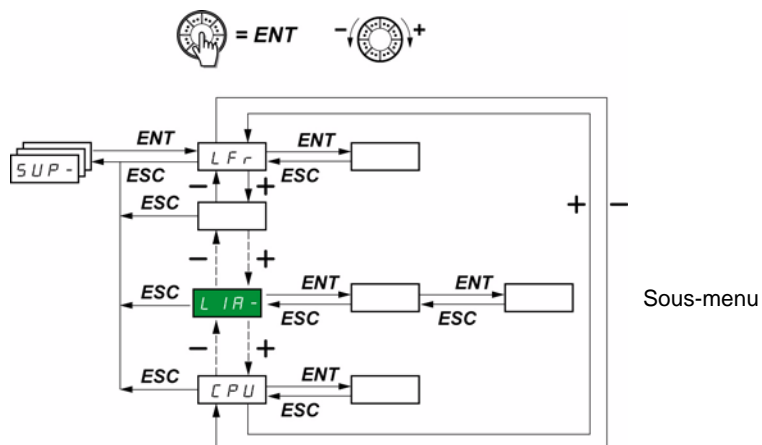 = ENT - +
ENT ENT
SUP- LFr
ESC ESC
- +
ESC
+ -
- +
ESC ENT ENT
LIA- Sous-menu
ESC ESC
- +
ESC ENT
CPU
ESC